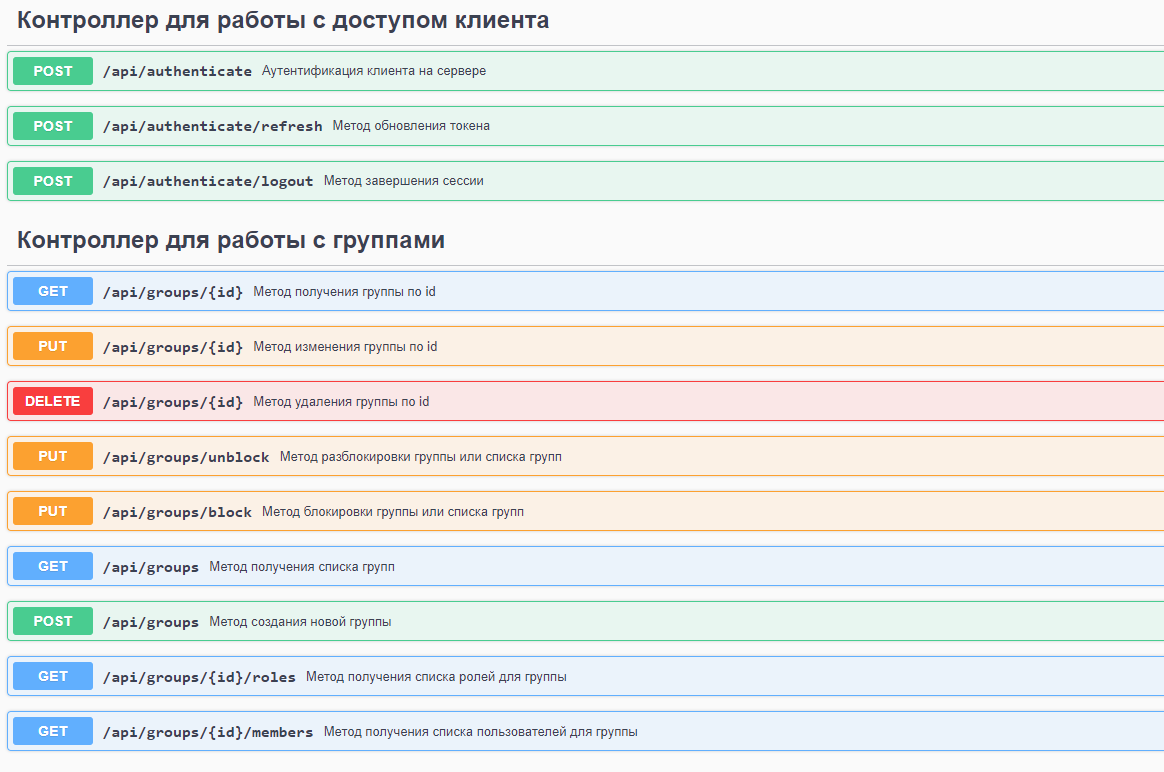 Контроллер для работы с доступом клиента
POST /api/authenticate Аутентификация клиента на сервере
POST /api/authenticate/refresh Метод обновления токена
POST /api/authenticate/logout Метод завершения сессии
Контроллер для работы с группами
GET /api/groups/{id} Метод получения группы по id
PUT /api/groups/{id} Метод изменения группы по id
DELETE /api/groups/{id} Метод удаления группы по id
PUT /api/groups/unblock Метод разблокировки группы или списка групп
PUT /api/groups/block Метод блокировки группы или списка групп
GET /api/groups Метод получения списка групп
POST /api/groups Метод создания новой группы
GET /api/groups/{id}/roles Метод получения списка ролей для группы
GET /api/groups/{id}/members Метод получения списка пользователей для группы